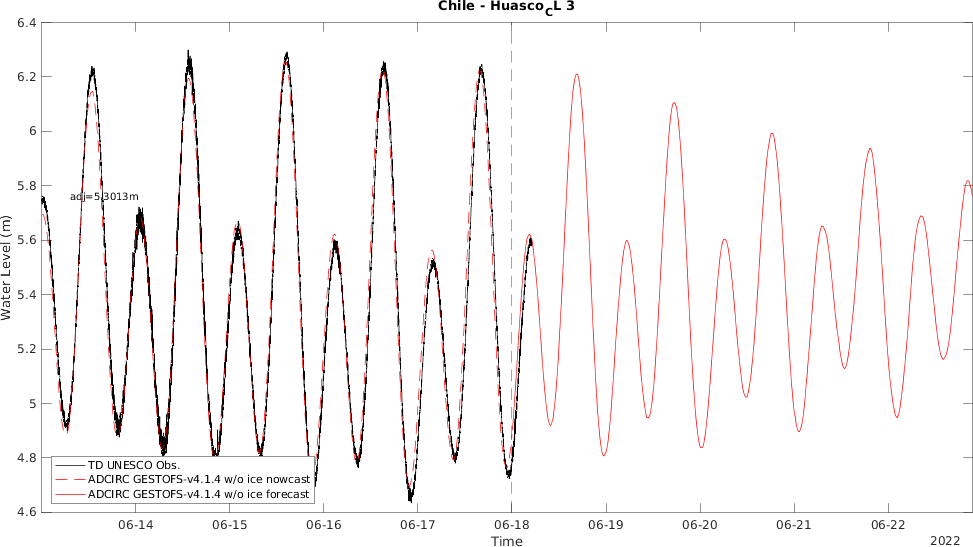 Chile - Huasco_CL 3
6.4
6.2
6
5.8
5.6
5.4
5.2
5
4.8
4.6
Water Level (m)
adj=5.3013m
TD UNESCO Obs.
ADCIRC GESTOFS-v4.1.4 w/o ice nowcast
ADCIRC GESTOFS-v4.1.4 w/o ice forecast
06-14 06-15 06-16 06-17 06-18 06-19 06-20 06-21 06-22
Time
2022